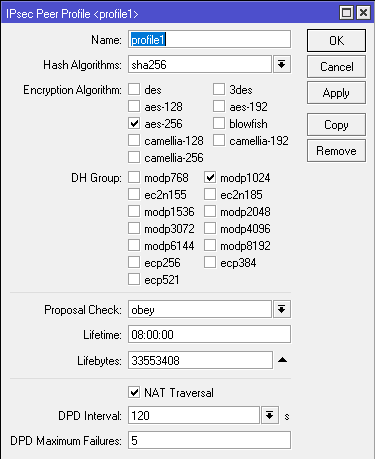 IPsec Peer Profile <profile1>
Name: profile1 OK
Hash Algorithms: sha256 Cancel
Encryption Algorithm: des 3des Apply
aes-128 aes-192
aes-256 blowfish Copy
camellia-128 camellia-192
camellia-256 Remove
DH Group: modp768 modp1024
ec2n155 ec2n185
modp1536 modp2048
modp3072 modp4096
modp6144 modp8192
ecp256 ecp384
ecp521
Proposal Check: obey
Lifetime: 08:00:00
Lifebytes: 33553408
NAT Traversal
DPD Interval: 120 s
DPD Maximum Failures: 5